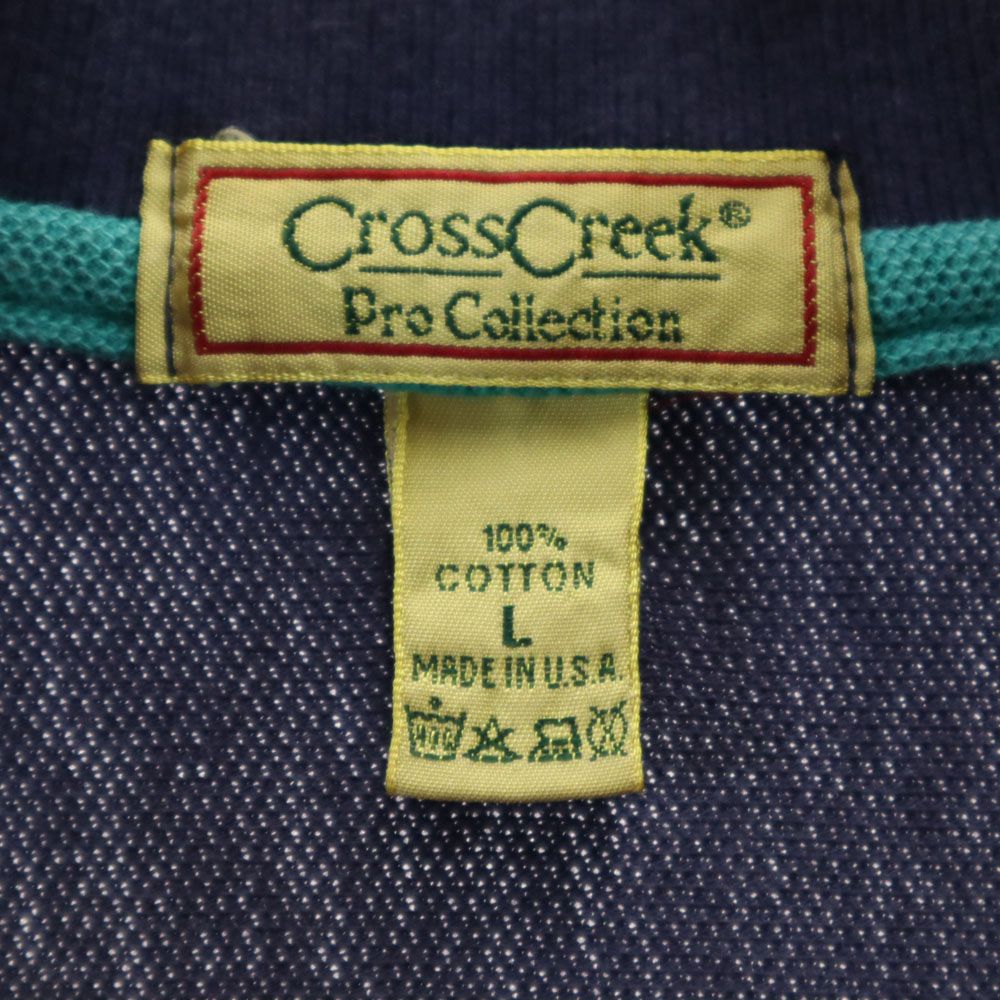 CrossCreek®
Pro Collection
100%
COTTON
L
MADE IN U.S.A.